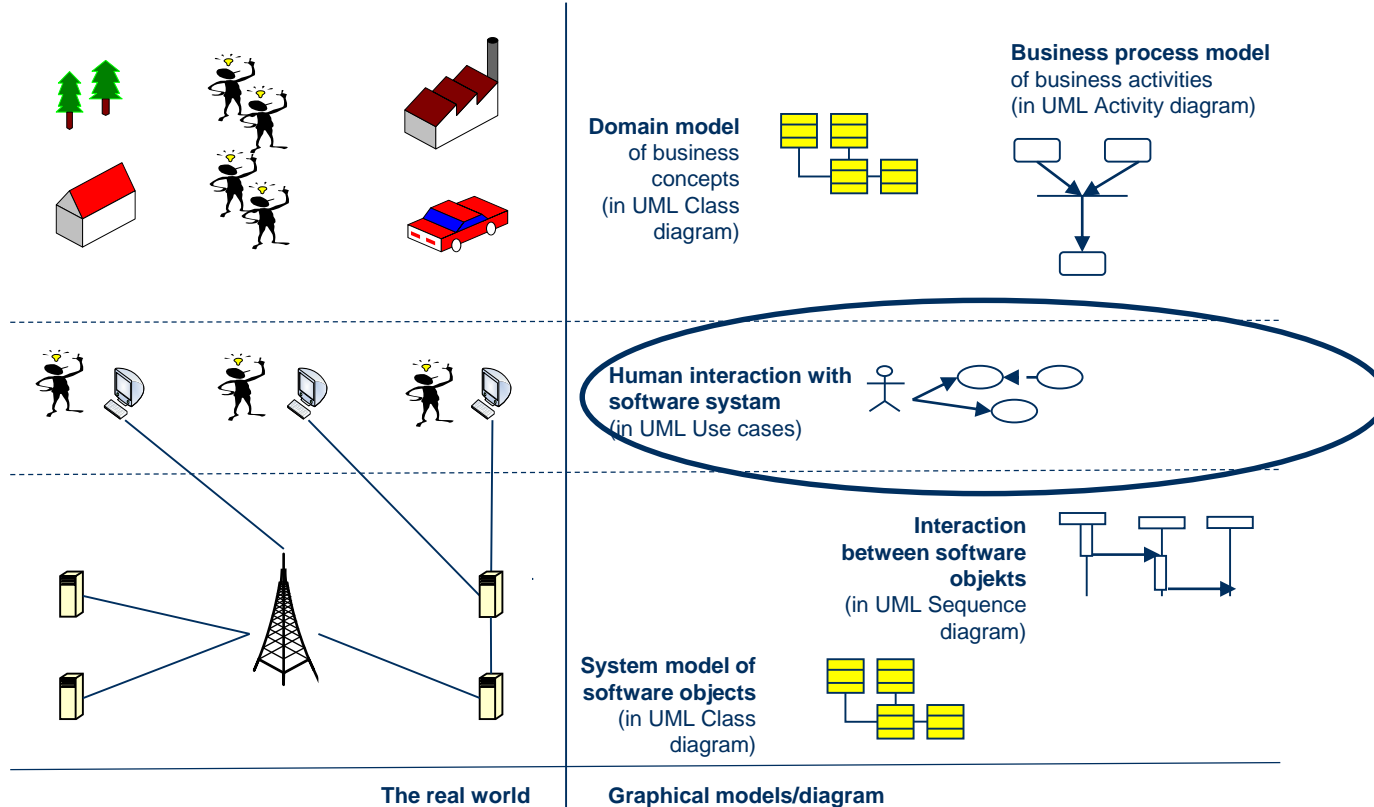 Business process model
of business activities
(in UML Activity diagram)
Domain model
of business
concepts
(in UML Class
diagram)
Human interaction with
software systam
(in UML Use cases)
Interaction
between software
objekts
(in UML Sequence
diagram)
System model of
software objects
(in UML Class
diagram)
The real world
Graphical models/diagram